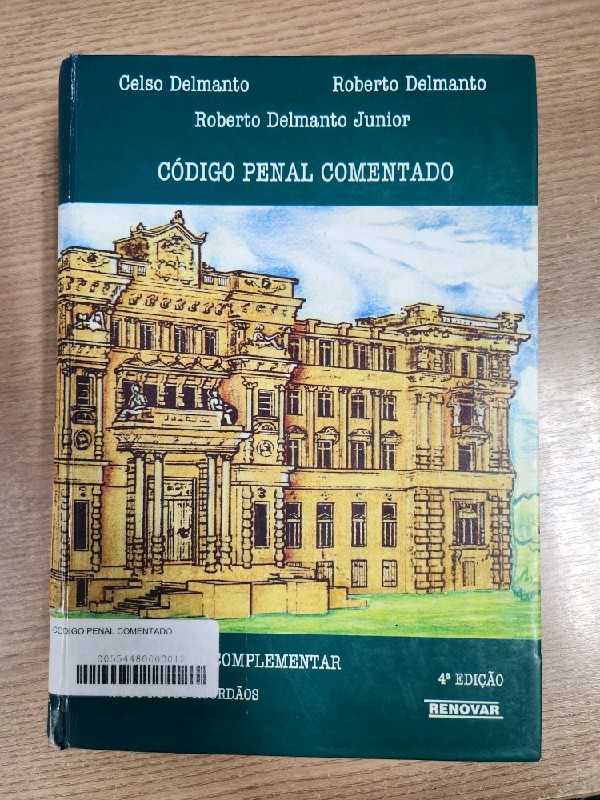 Celso Delmanto Roberto Delmanto
Roberto Delmanto Junior
CÓDIGO PENAL COMENTADO
CÓDIGO PENAL COMENTADO
COMPLEMENTAR
4ª EDIÇÃO
RENOVAR